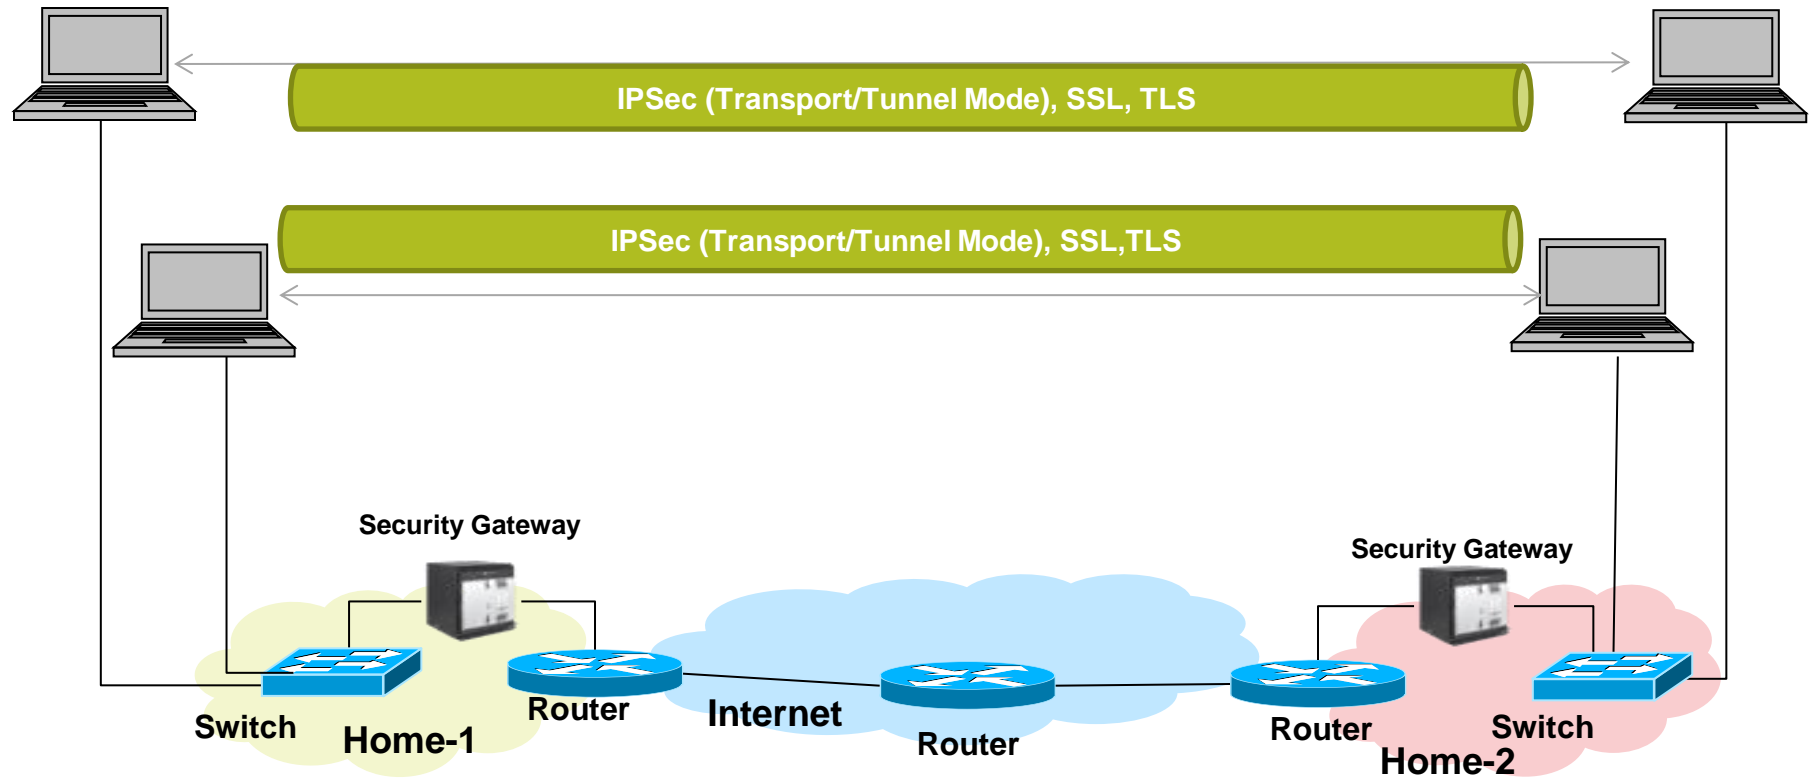 IPSec (Transport/Tunnel Mode), SSL, TLS
IPSec (Transport/Tunnel Mode), SSL,TLS
Security Gateway
Security Gateway
Switch
Home-1
Router
Internet
Router
Router
Switch
Home-2